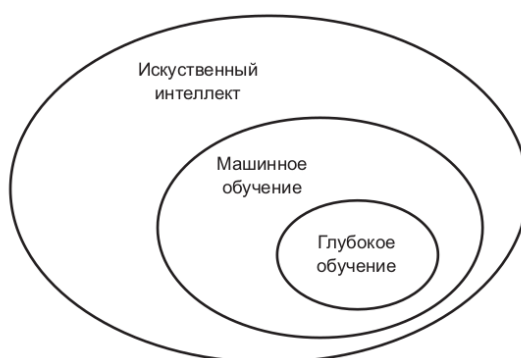 Искуственный
интеллект
Машинное
обучение
Глубокое
обучение